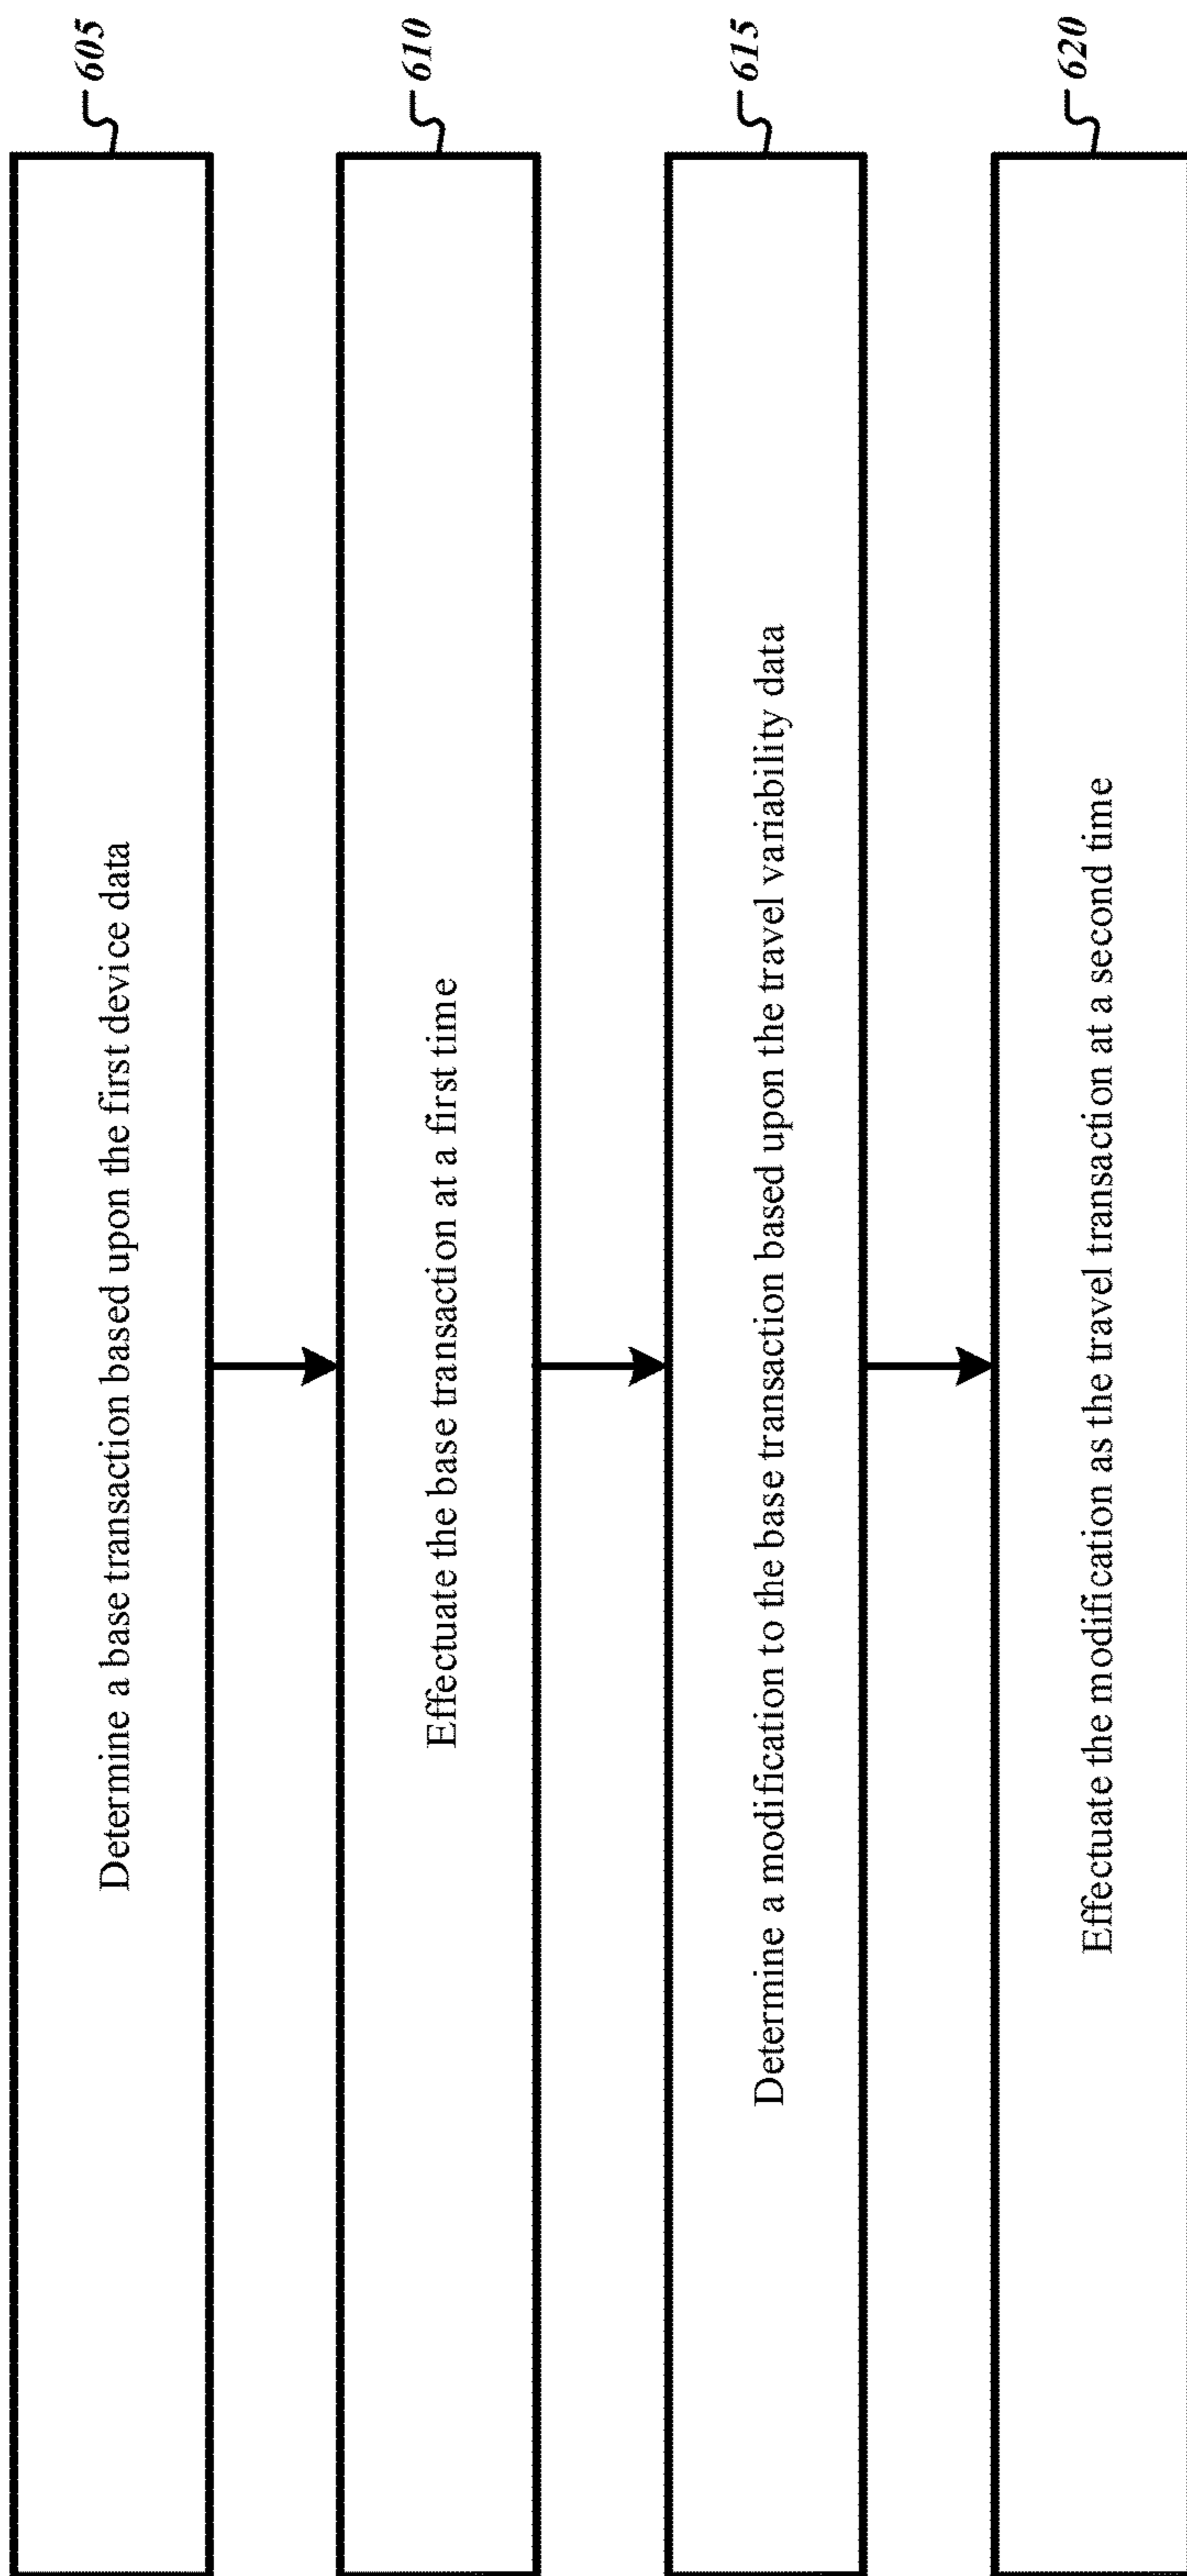 Determine a base transaction based upon the first device data
605
Effectuate the base transaction at a first time
610
Determine a modification to the base transaction based upon the travel variability data
615
Effectuate the modification as the travel transaction at a second time
620